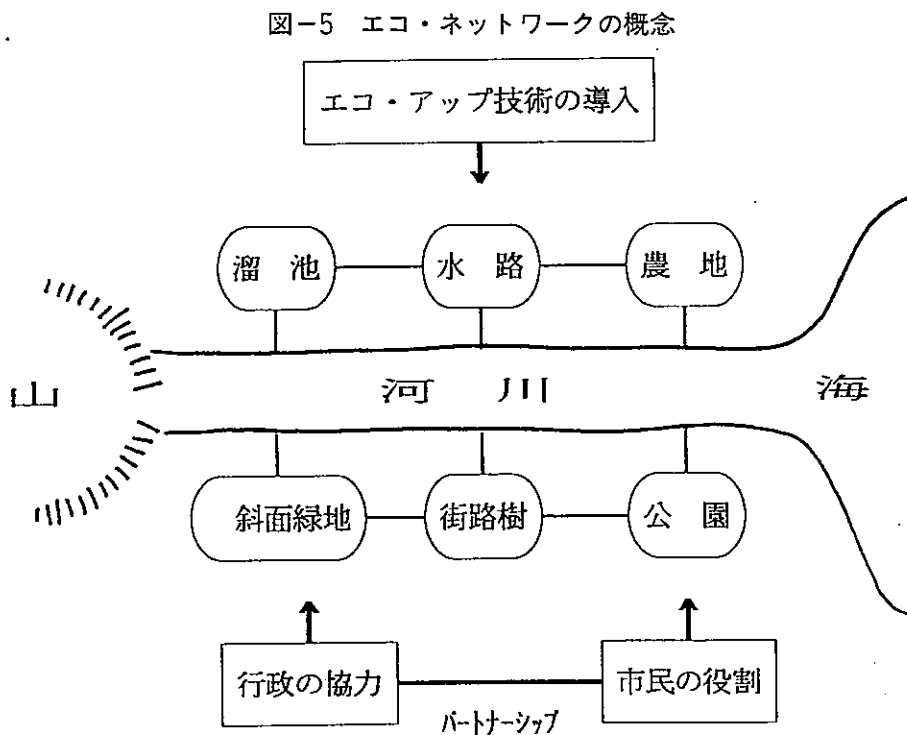 図-5 エコ・ネットワークの概念
エコ・アップ技術の導入
溜 池 水 路 農 地
山 河 川 海
斜面緑地 街路樹 公 園
行政の協力 市民の役割
パートナーシップ